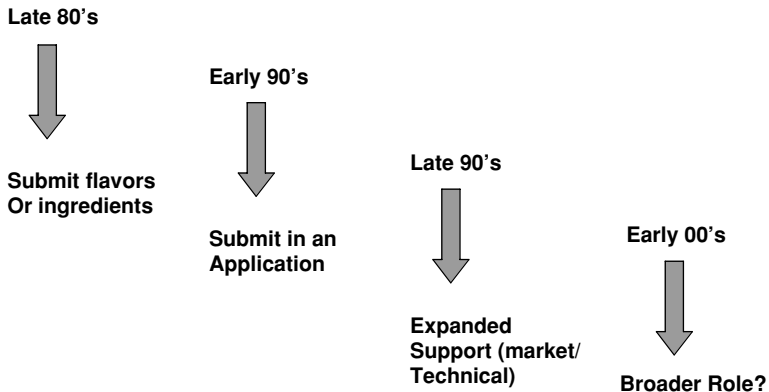 Late 80’s
Submit flavors
Or ingredients
Early 90’s
Submit in an
Application
Late 90’s
Expanded
Support (market/
Technical)
Early 00’s
Broader Role?